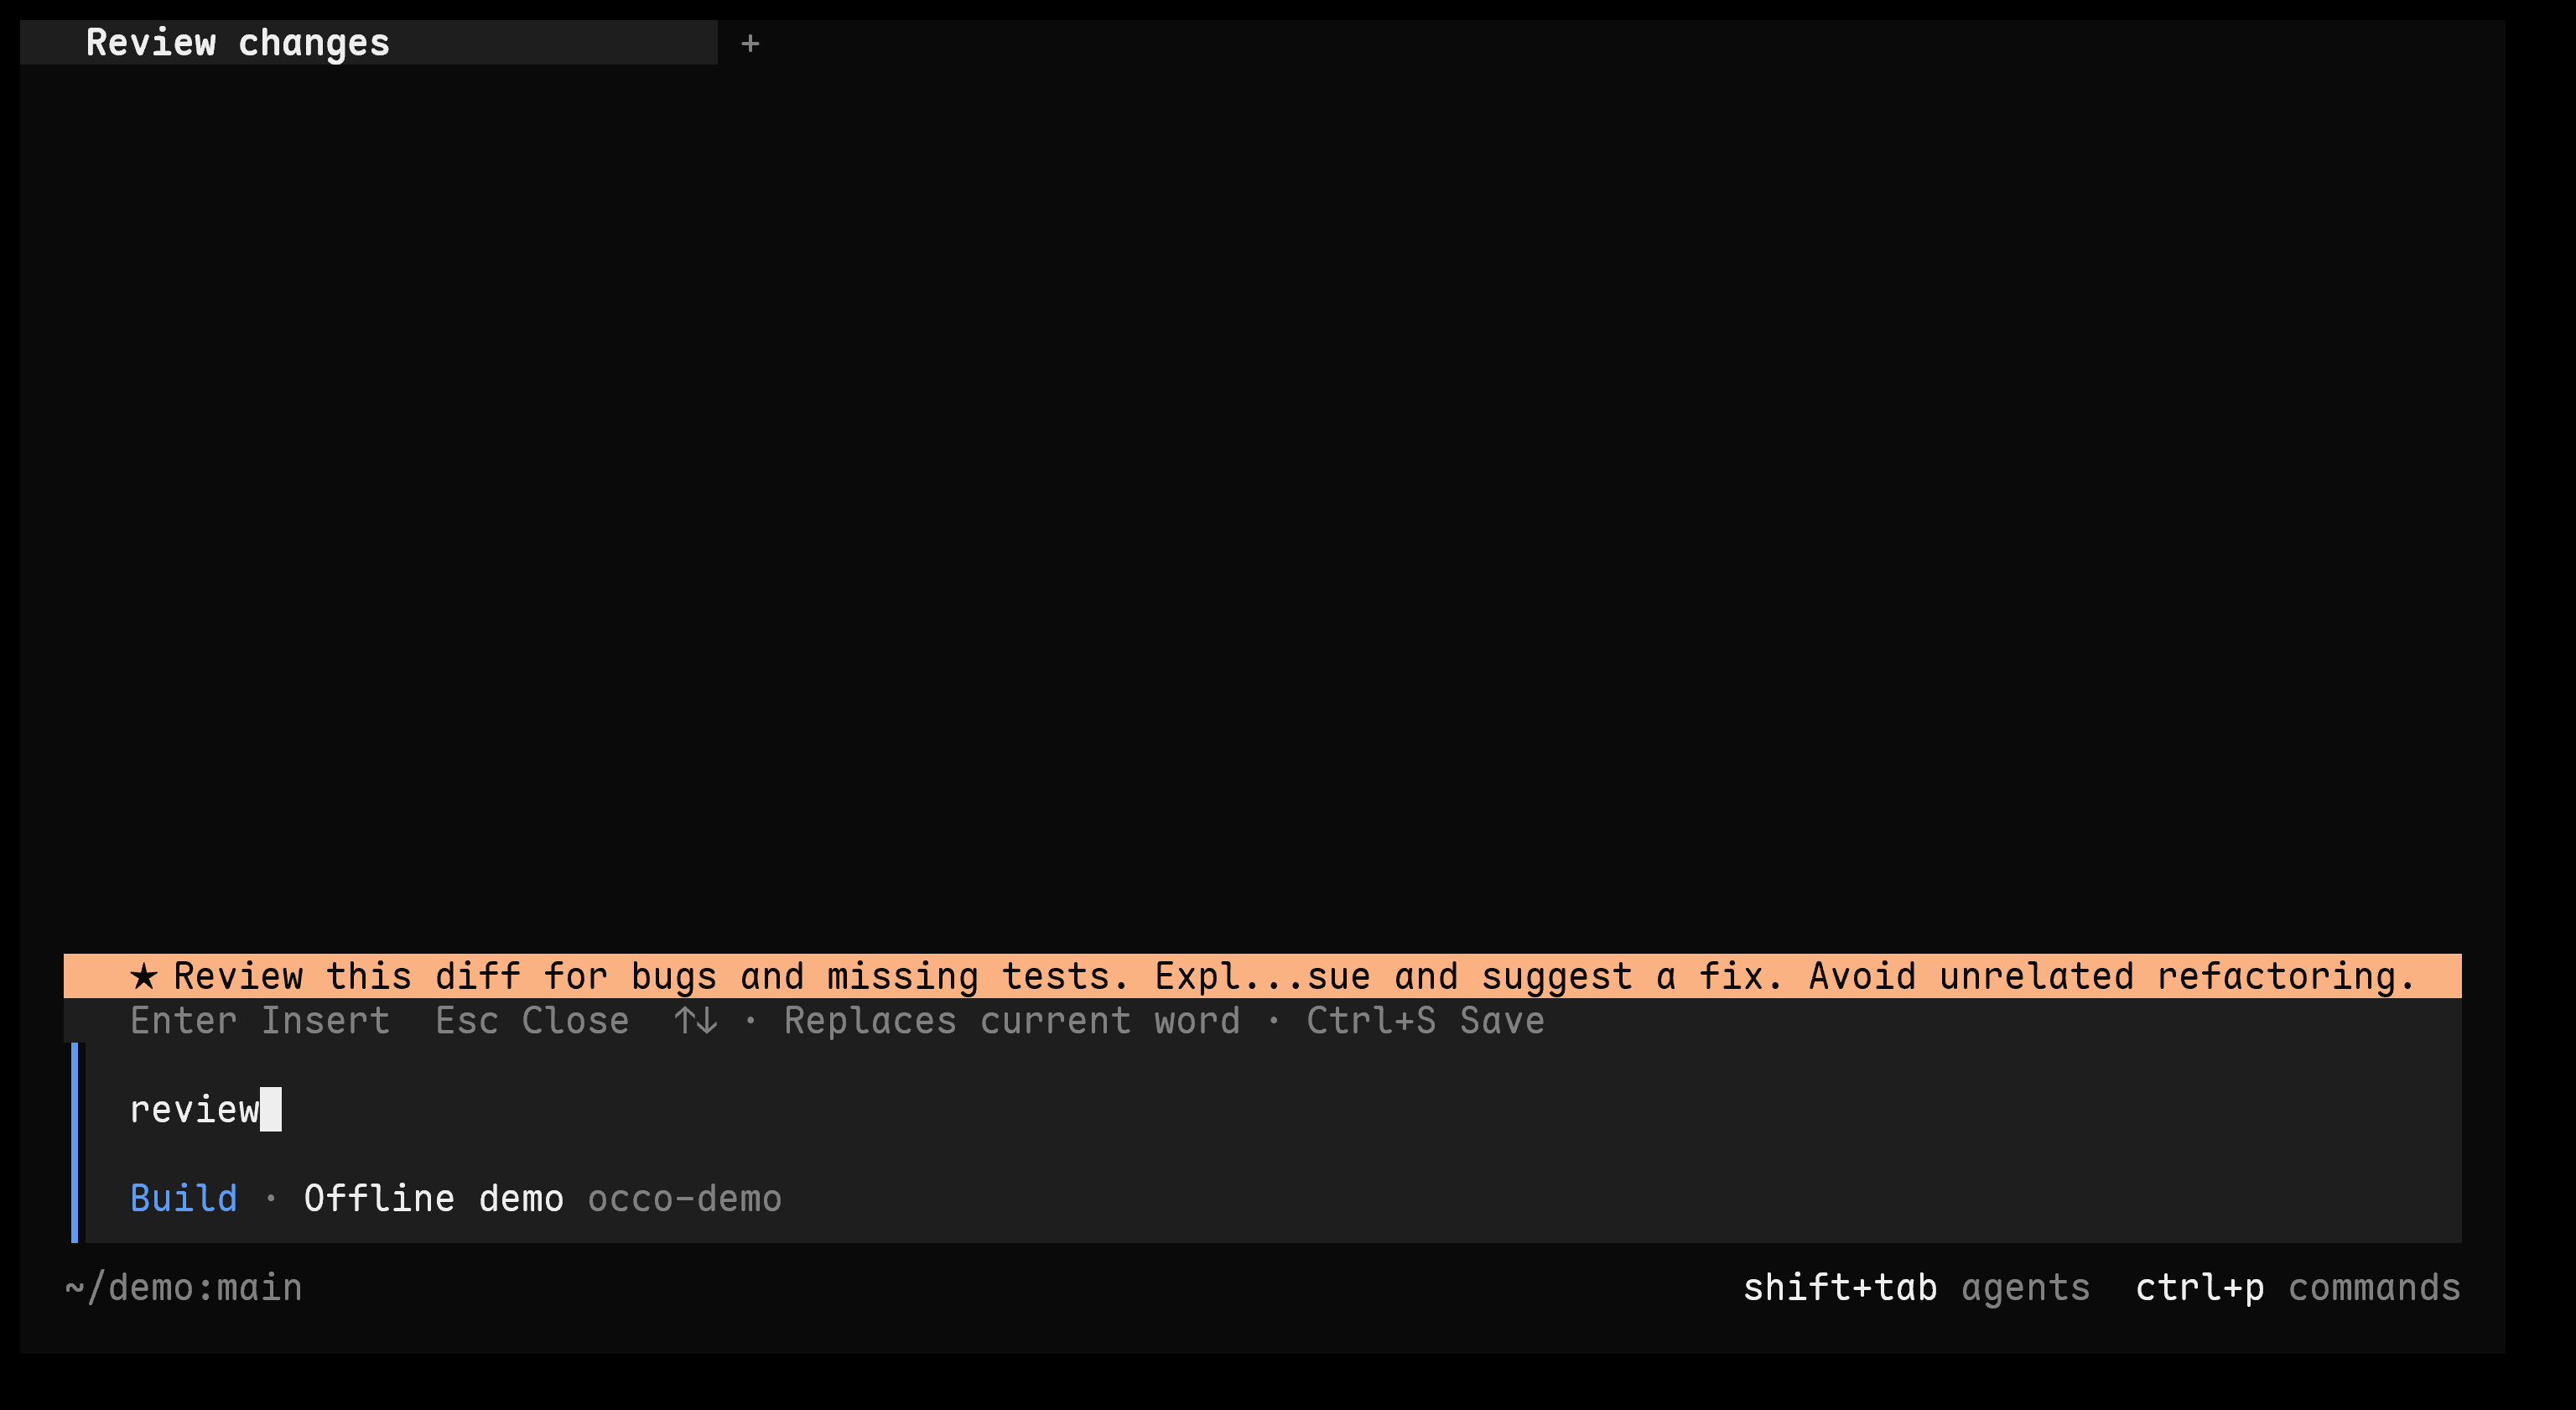 Review changes +
★ Review this diff for bugs and missing tests. Expl...sue and suggest a fix. Avoid unrelated refactoring.
Enter Insert  Esc Close  ↑↓ · Replaces current word · Ctrl+S Save
review
Build · Offline demo occo-demo
~/demo:main shift+tab agents  ctrl+p commands